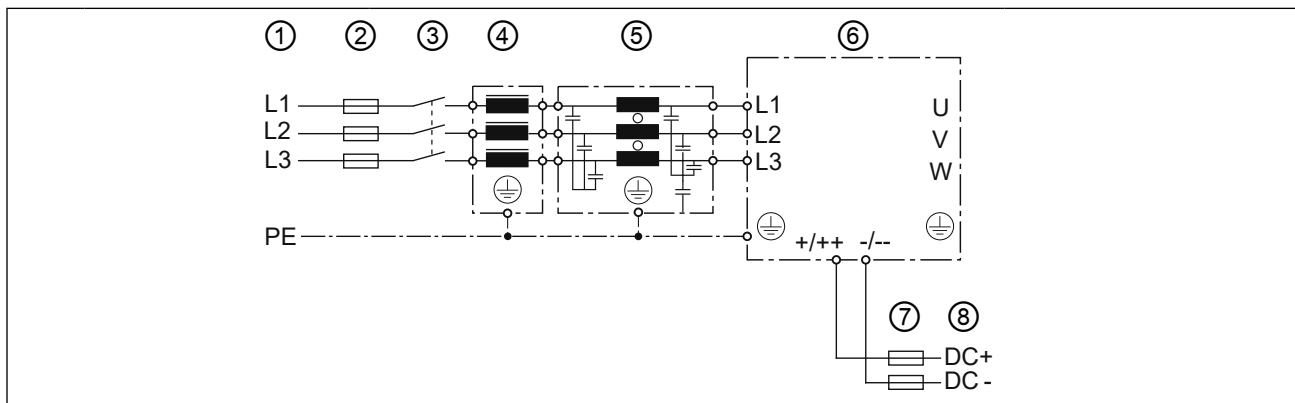 ① ② ③ ④ ⑤ ⑥
L1 L1 U
L2 L2 V
L3 L3 W
PE
+/++ -/--
⑦ ⑧
DC+
DC -